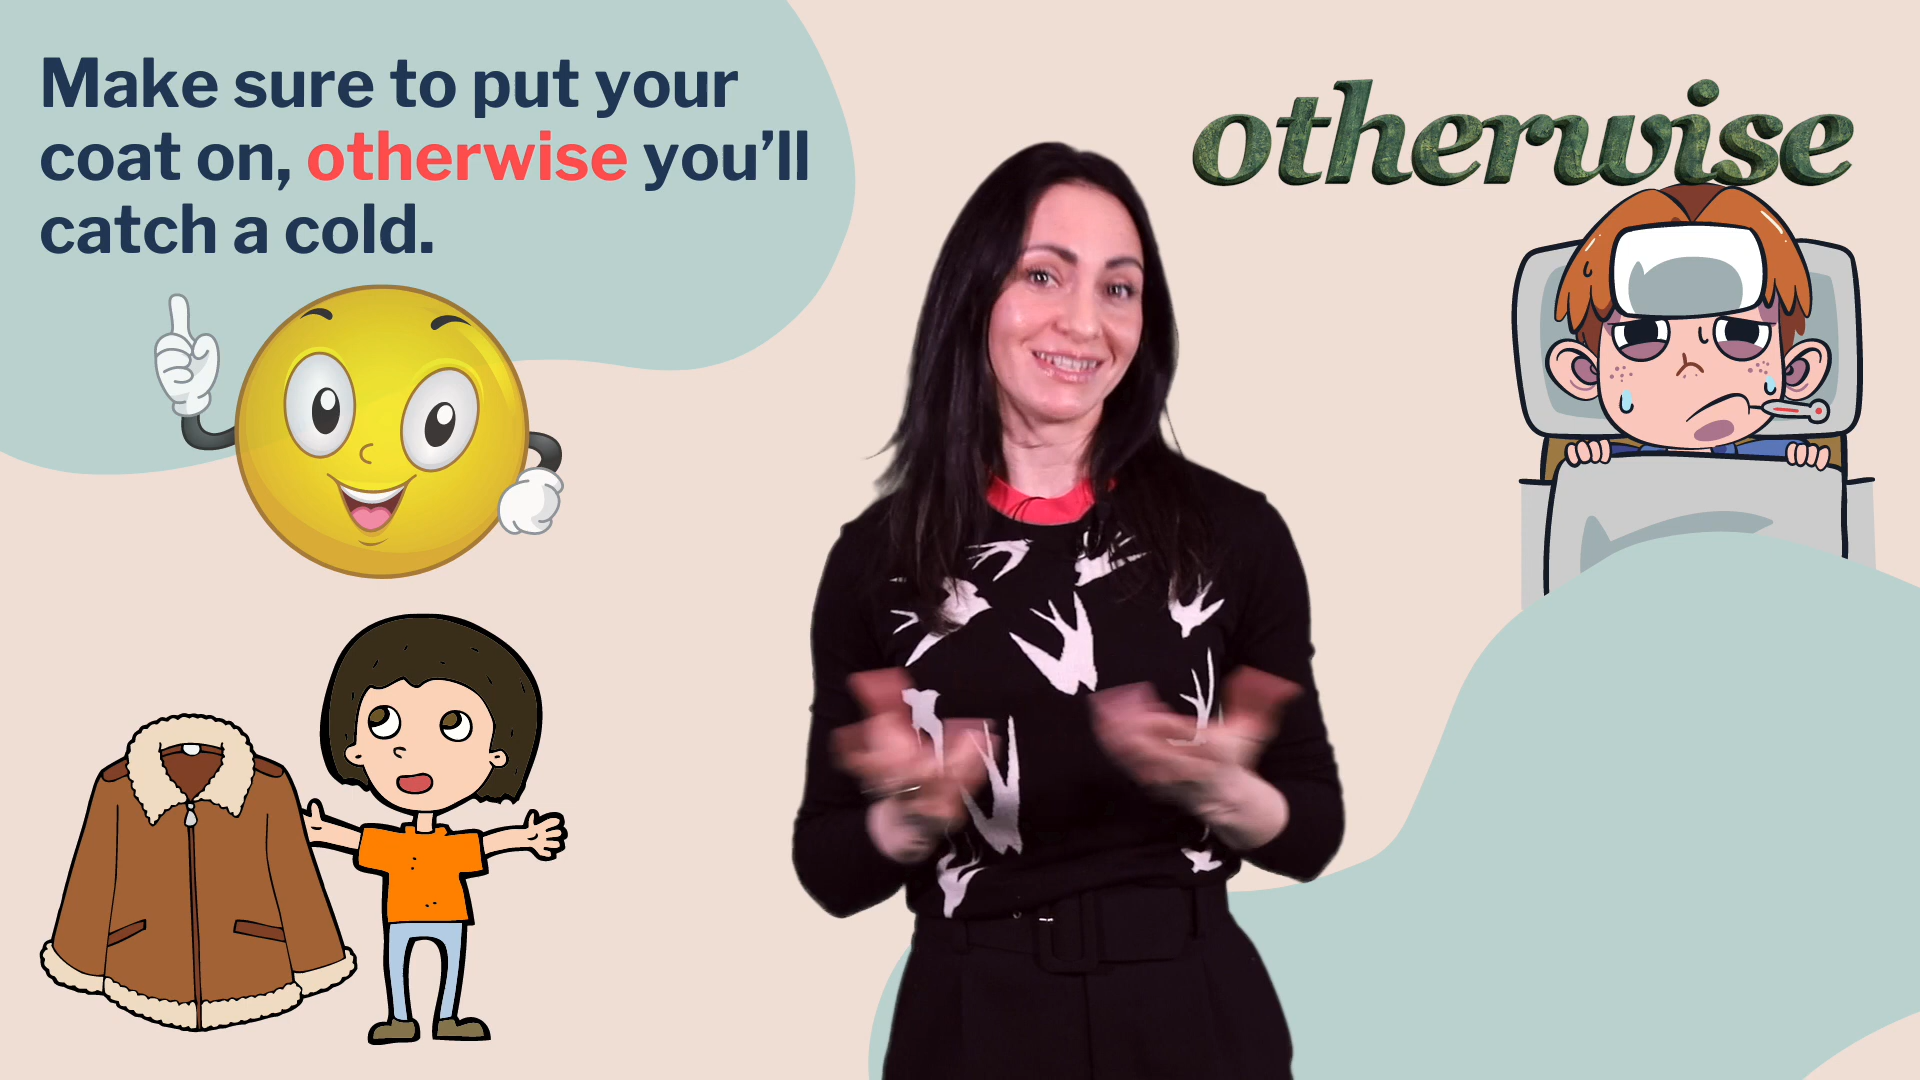 Make sure to put your
coat on, otherwise you’ll
catch a cold.
otherwise